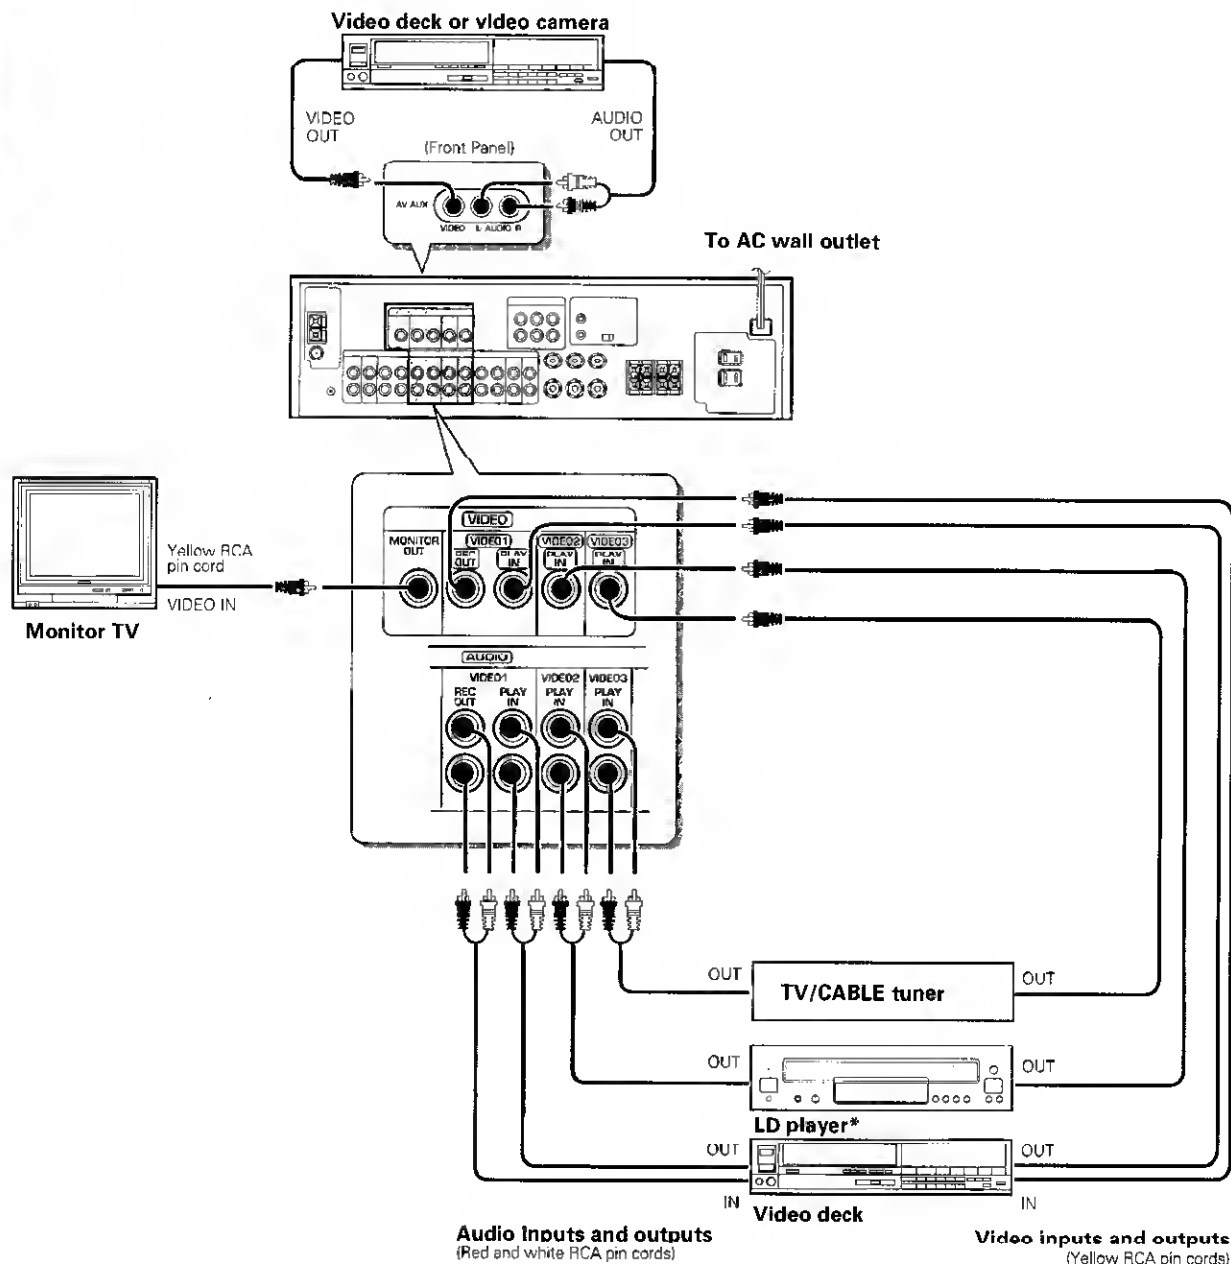 Video deck or video camera
VIDEO OUT
AUDIO OUT
(Front Panel)
AV AUX
VIDEO L AUDIO R
To AC wall outlet
VIDEO
MONITOR OUT
VIDEO1
VIDEO2
VIDEO3
REC OUT
PLAY IN
PLAY IN
PLAY IN
Yellow RCA pin cord
VIDEO IN
Monitor TV
AUDIO
VIDEO1
VIDEO2
VIDEO3
REC OUT
PLAY IN
PLAY IN
PLAY IN
OUT
TV/CABLE tuner
OUT
OUT
OUT
LD player*
OUT
OUT
IN
IN
Video deck
Audio Inputs and outputs
(Red and white RCA pin cords)
Video inputs and outputs
(Yellow RCA pin cords)